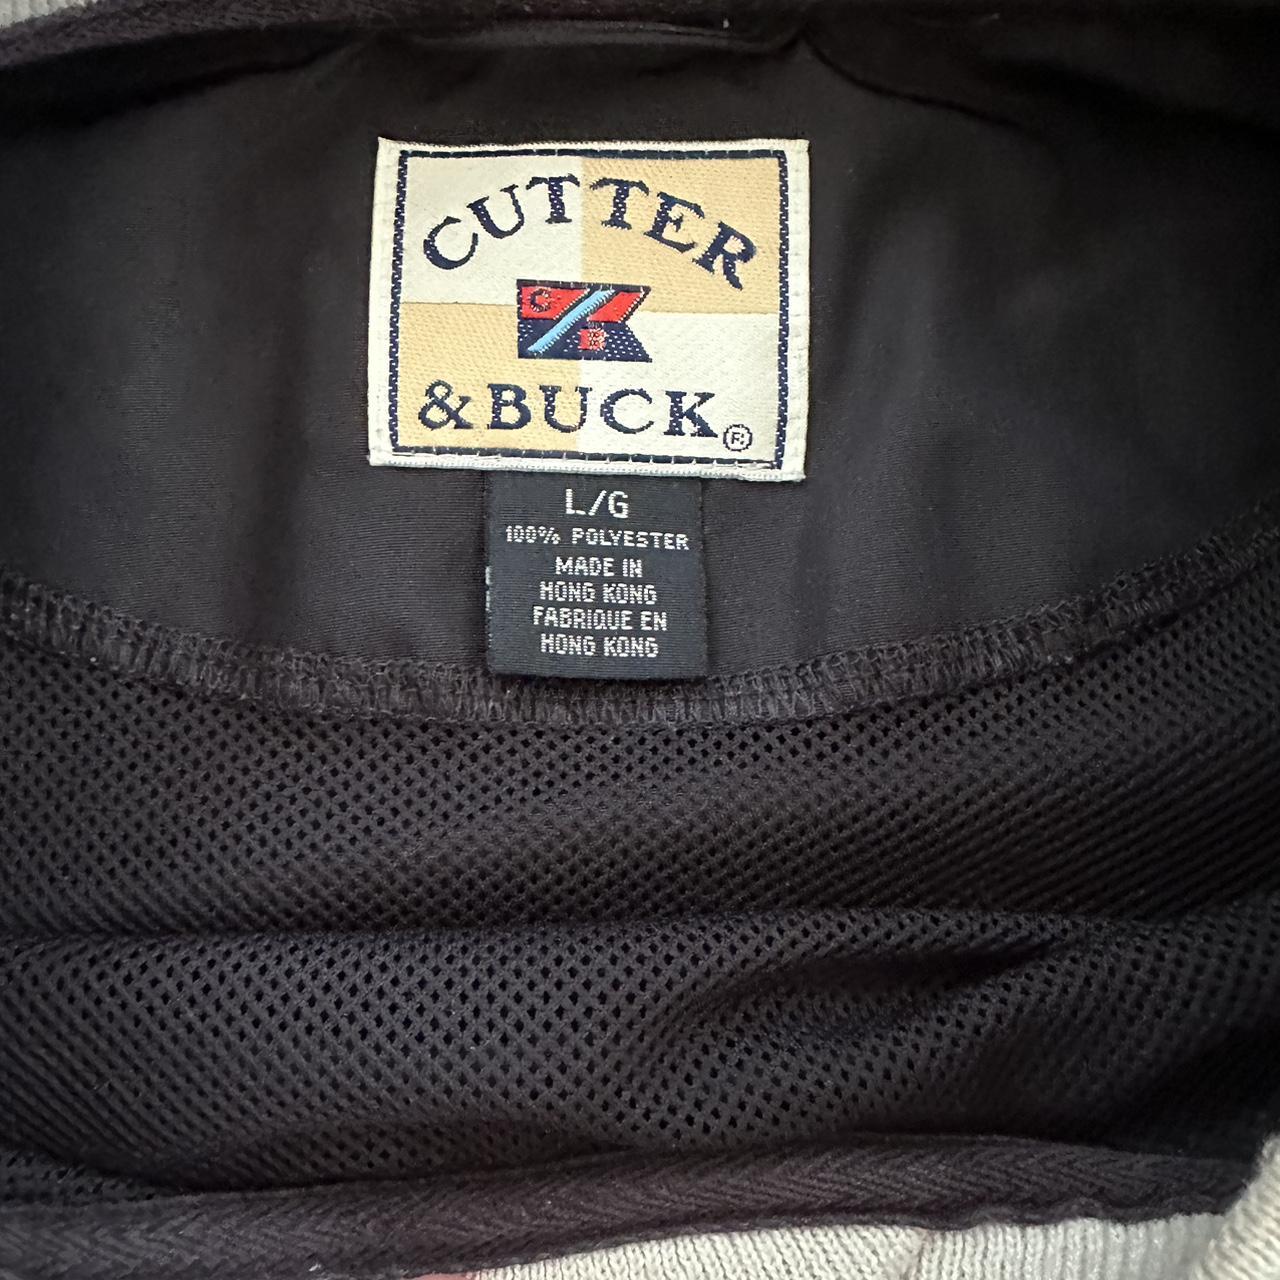 CUTTER
C
B
& BUCK®
L/G
100% POLYESTER
MADE IN
HONG KONG
FABRIQUE EN
HONG KONG